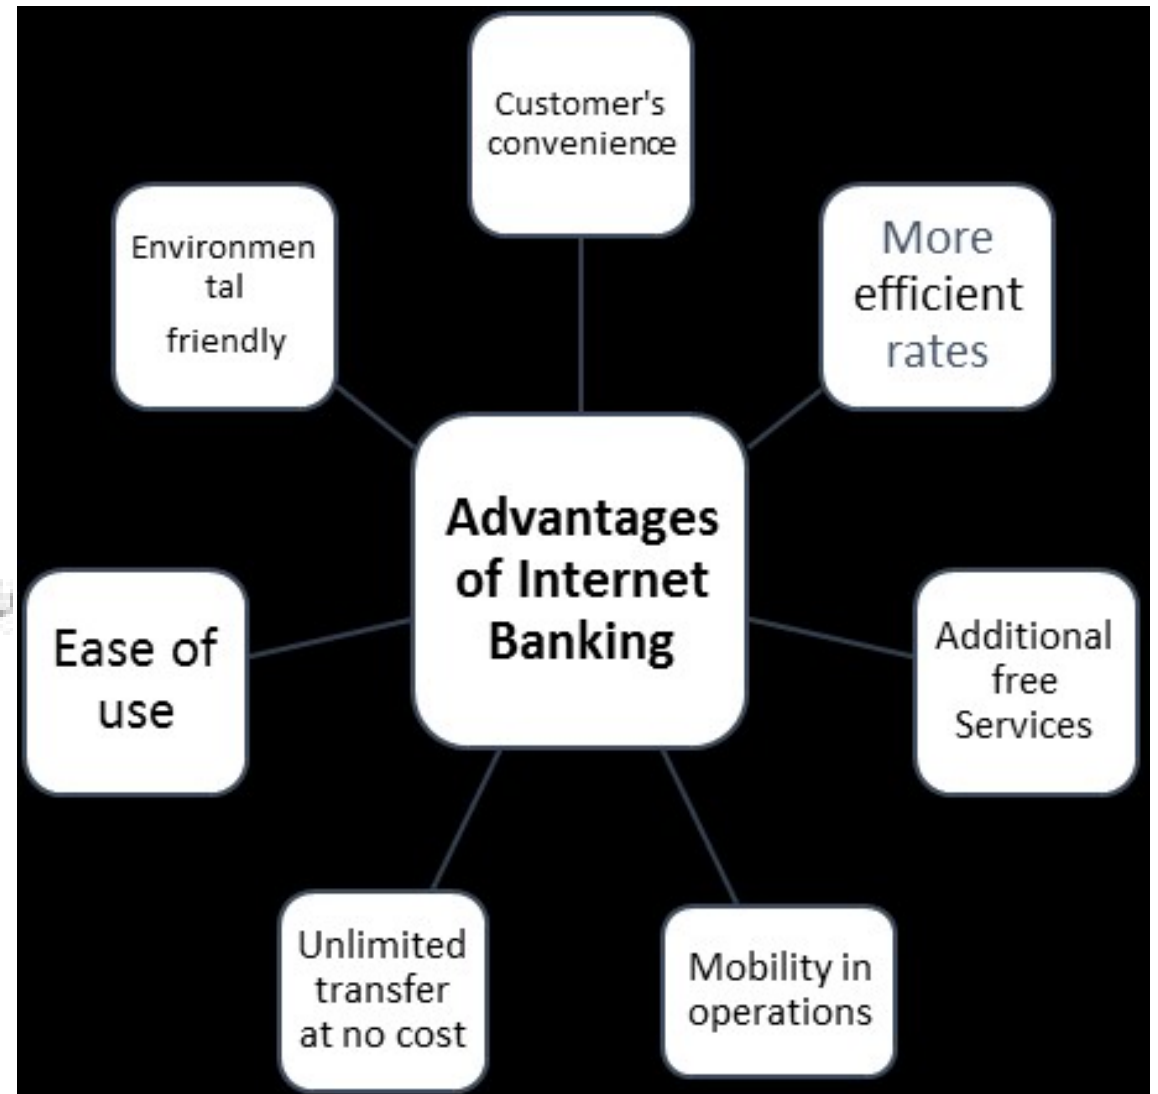 Customer's
convenience
More
efficient
rates
Environmen
tal
friendly
Advantages
of Internet
Banking
Additional
free
Services
Ease of
use
Unlimited
transfer
at no cost
Mobility in
operations